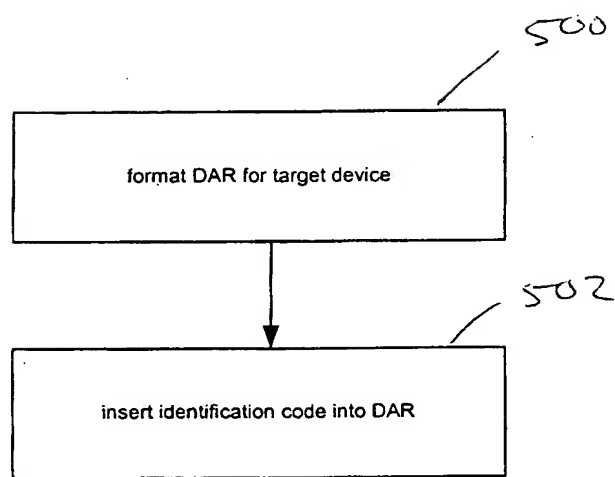 500
format DAR for target device
502
insert identification code into DAR